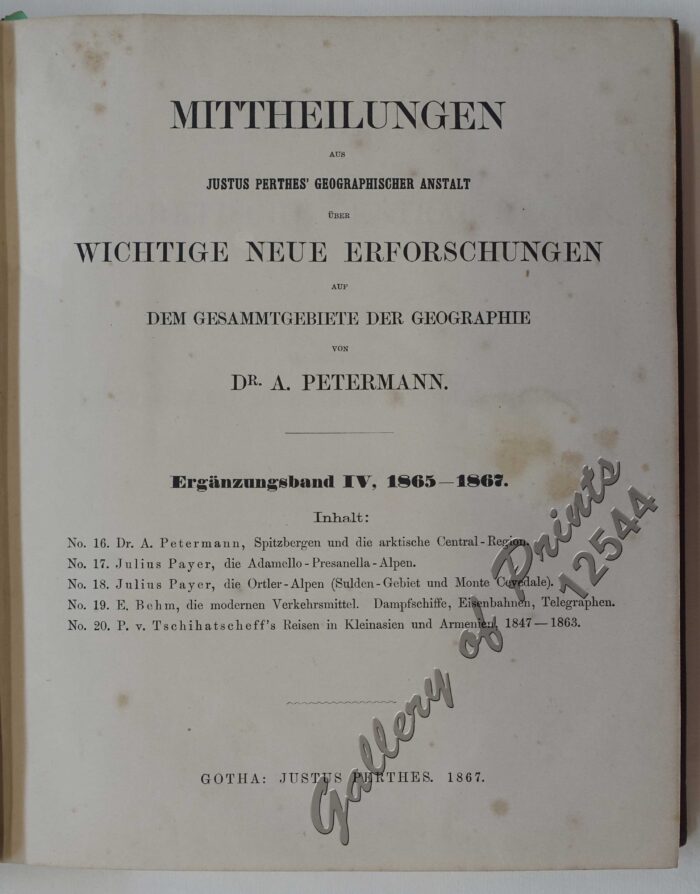 MITTHEILUNGEN
AUS
JUSTUS PERTHES' GEOGRAPHISCHER ANSTALT
ÜBER
WICHTIGE NEUE ERFORSCHUNGEN
AUF
DEM GESAMMTGEBIETE DER GEOGRAPHIE
VON
DR. A. PETERMANN.
Ergänzungsband IV, 1865—1867.
Inhalt:
No. 16. Dr. A. Petermann, Spitzbergen und die arktische Central-Region.
No. 17. Julius Payer, die Adamello-Presanella-Alpen.
No. 18. Julius Payer, die Ortler-Alpen (Sulden-Gebiet und Monte Cevedale).
No. 19. E. Behm, die modernen Verkehrsmittel. Dampfschiffe, Eisenbahnen, Telegraphen.
No. 20. P. v. Tschihatscheff's Reisen in Kleinasien und Armenien, 1847—1863.
GOTHA: JUSTUS PERTHES. 1867.
Gallery of Prints
12544